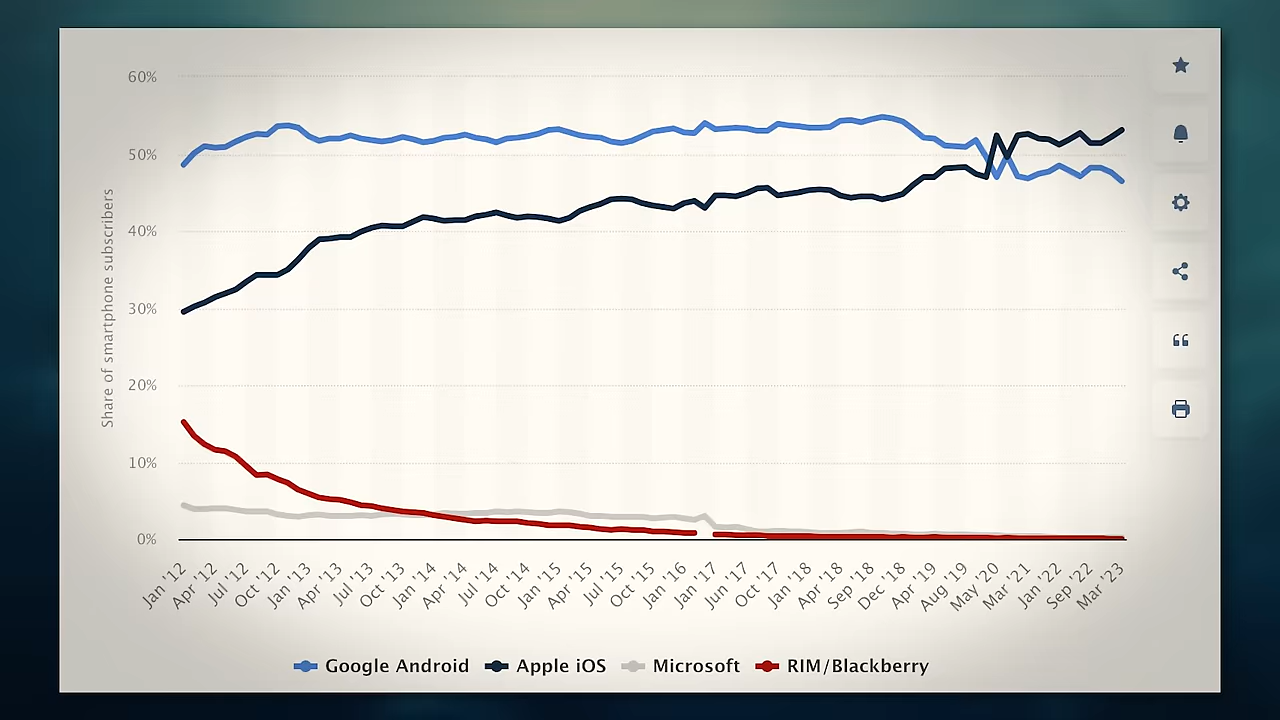 60%
50%
40%
30%
20%
10%
0%
Share of smartphone subscribers
Jan '12
Apr '12
Jul '12
Oct '12
Jan '13
Apr '13
Jul '13
Oct '13
Jan '14
Apr '14
Jul '14
Oct '14
Jan '15
Apr '15
Jul '15
Oct '15
Jan '16
Jan '17
Jun '17
Oct '17
Jan '18
Apr '18
Sep '18
Dec '18
Apr '19
Aug '19
May '20
Mar '21
Jan '22
Sep '22
Mar '23
Google Android Apple iOS Microsoft RIM/Blackberry